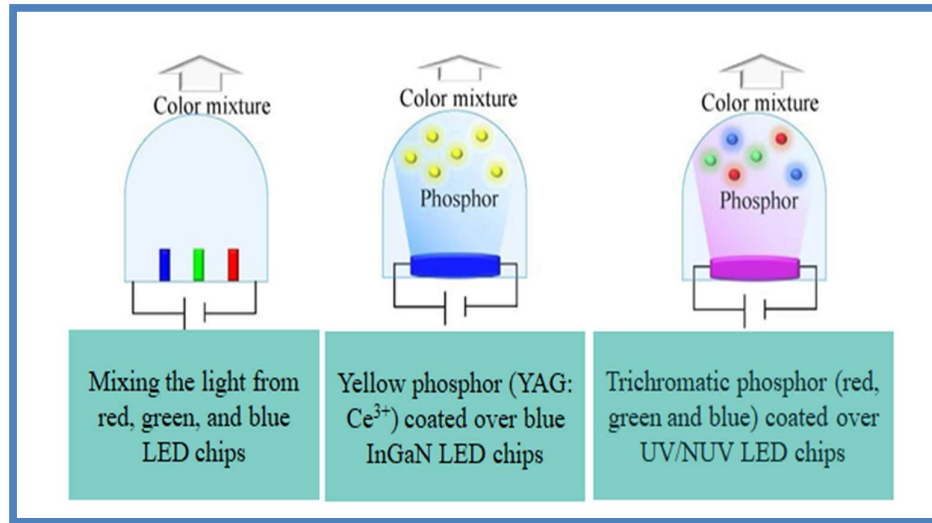 Color mixture
Color mixture
Color mixture
Phosphor
Phosphor
Mixing the light from
red, green, and blue
LED chips
Yellow phosphor (YAG:
Ce³⁺) coated over blue
InGaN LED chips
Trichromatic phosphor (red,
green and blue) coated over
UV/NUV LED chips